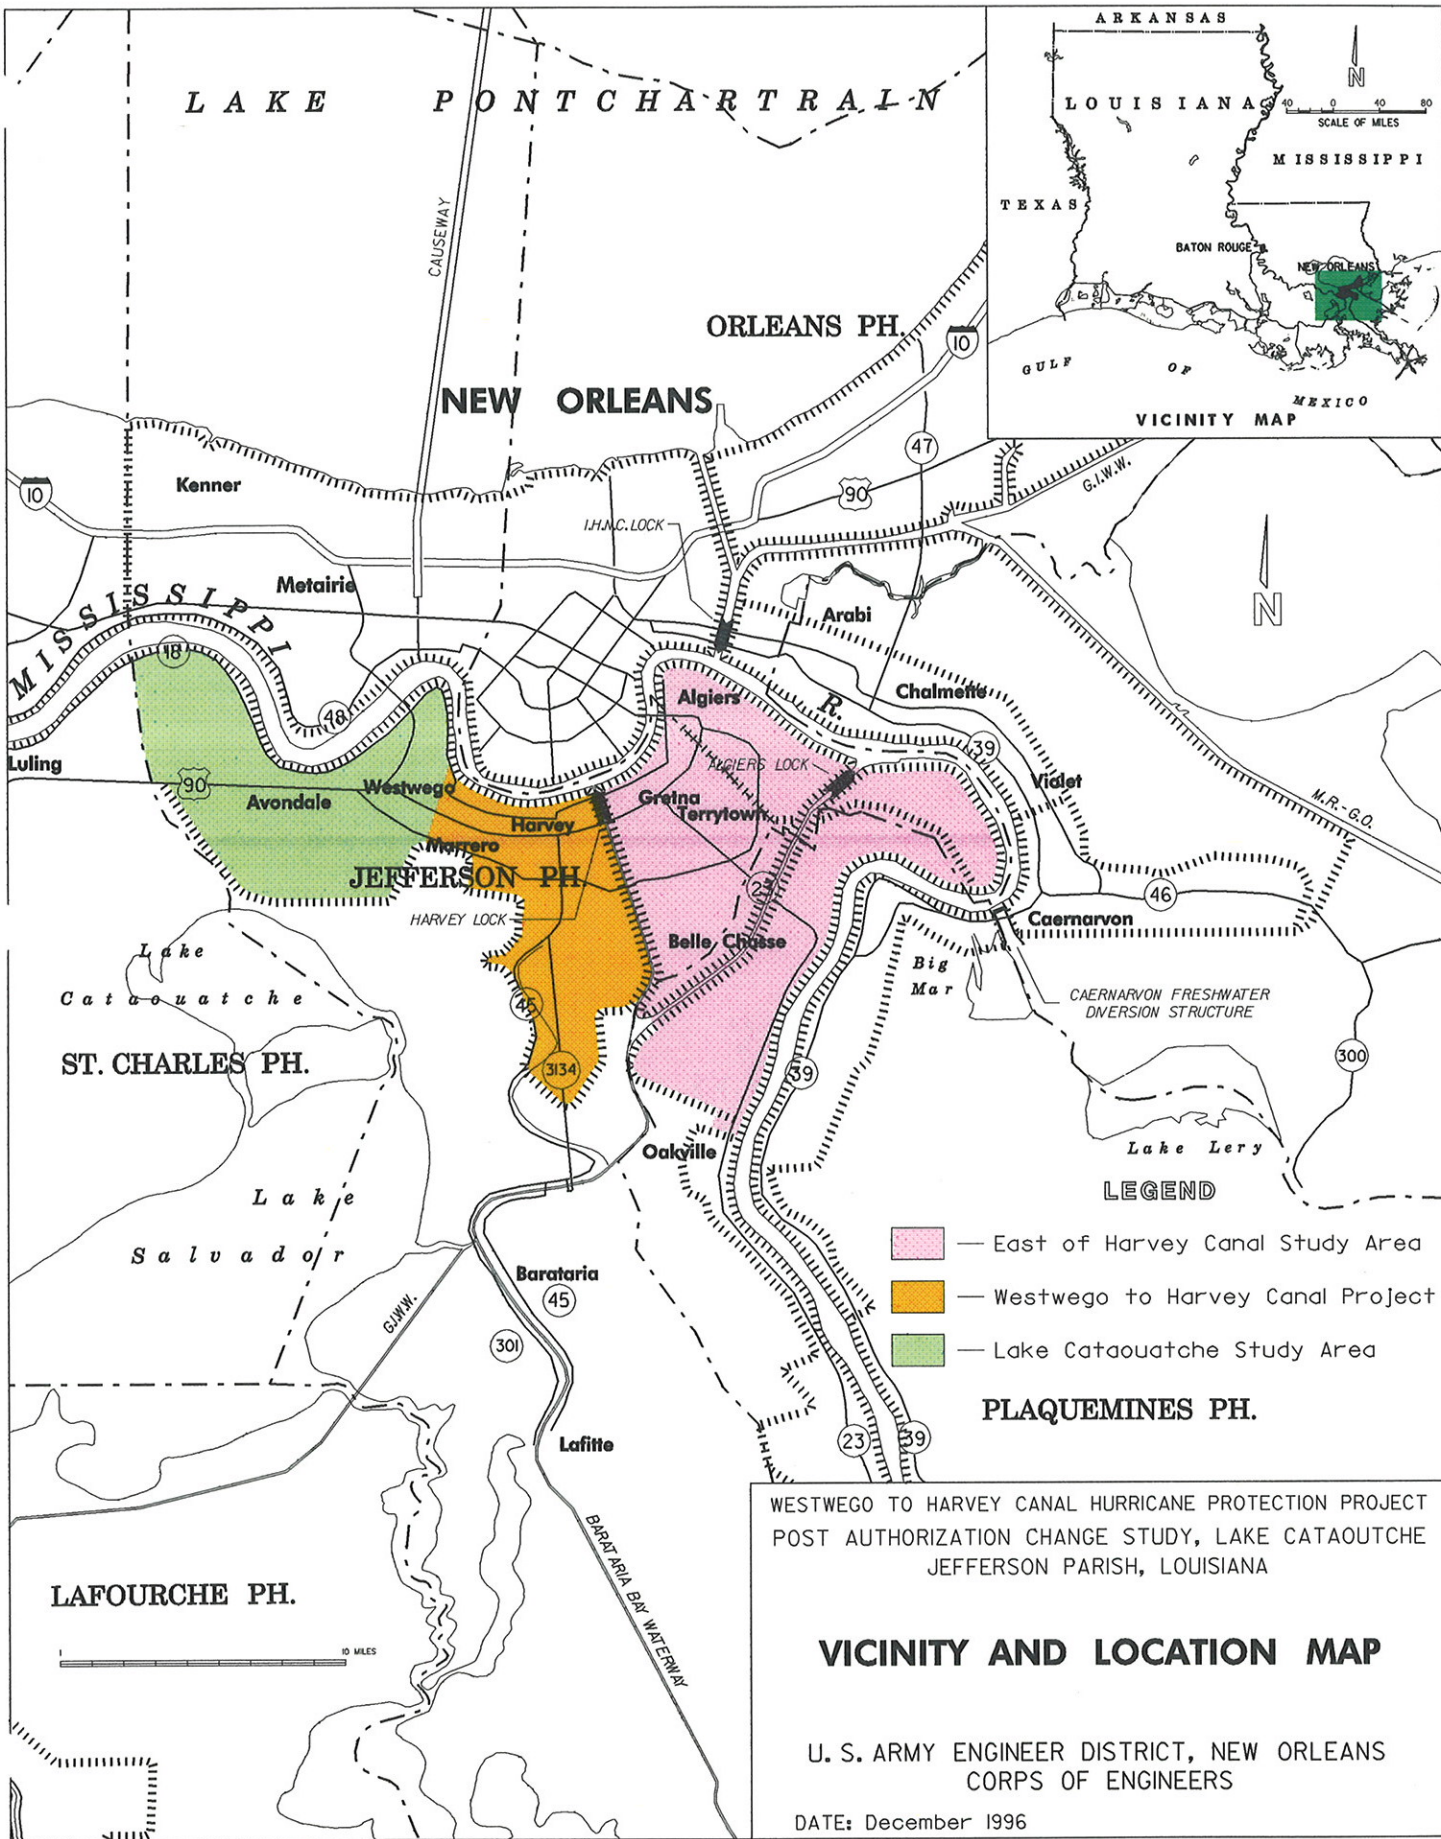 ARKANSAS
N
LOUISIANA
40 0 40 80
SCALE OF MILES
MISSISSIPPI
TEXAS
BATON ROUGE
NEW ORLEANS
GULF OF MEXICO
VICINITY MAP
LAKE PONTCHARTRAIN
CAUSEWAY
ORLEANS PH.
10
NEW ORLEANS
47
Kenner
10
90
G.I.W.W.
I.H.N.C. LOCK
N
Metairie
MISSISSIPPI R.
Arabi
18
Algiers
Chalmette
48
39
Luling
ALGIERS LOCK
Violet
90
Westwego
Avondale
Gretna
Terrytown
M.R.-G.O.
Harvey
Marrero
JEFFERSON PH
23
46
HARVEY LOCK
Caernarvon
Belle Chasse
Lake
Cataouatche
Big
Mar
CAERNARVON FRESHWATER
DIVERSION STRUCTURE
45
ST. CHARLES PH.
3134
39
300
Oakville
Lake Lery
Lake
Salvador
LEGEND
East of Harvey Canal Study Area
Westwego to Harvey Canal Project
Lake Cataouatche Study Area
Barataria
45
G.I.W.W.
301
PLAQUEMINES PH.
23
39
Lafitte
BARATARIA BAY WATERWAY
LAFOURCHE PH.
1 10 MILES
WESTWEGO TO HARVEY CANAL HURRICANE PROTECTION PROJECT
POST AUTHORIZATION CHANGE STUDY, LAKE CATAOUTCHE
JEFFERSON PARISH, LOUISIANA
VICINITY AND LOCATION MAP
U. S. ARMY ENGINEER DISTRICT, NEW ORLEANS
CORPS OF ENGINEERS
DATE: December 1996